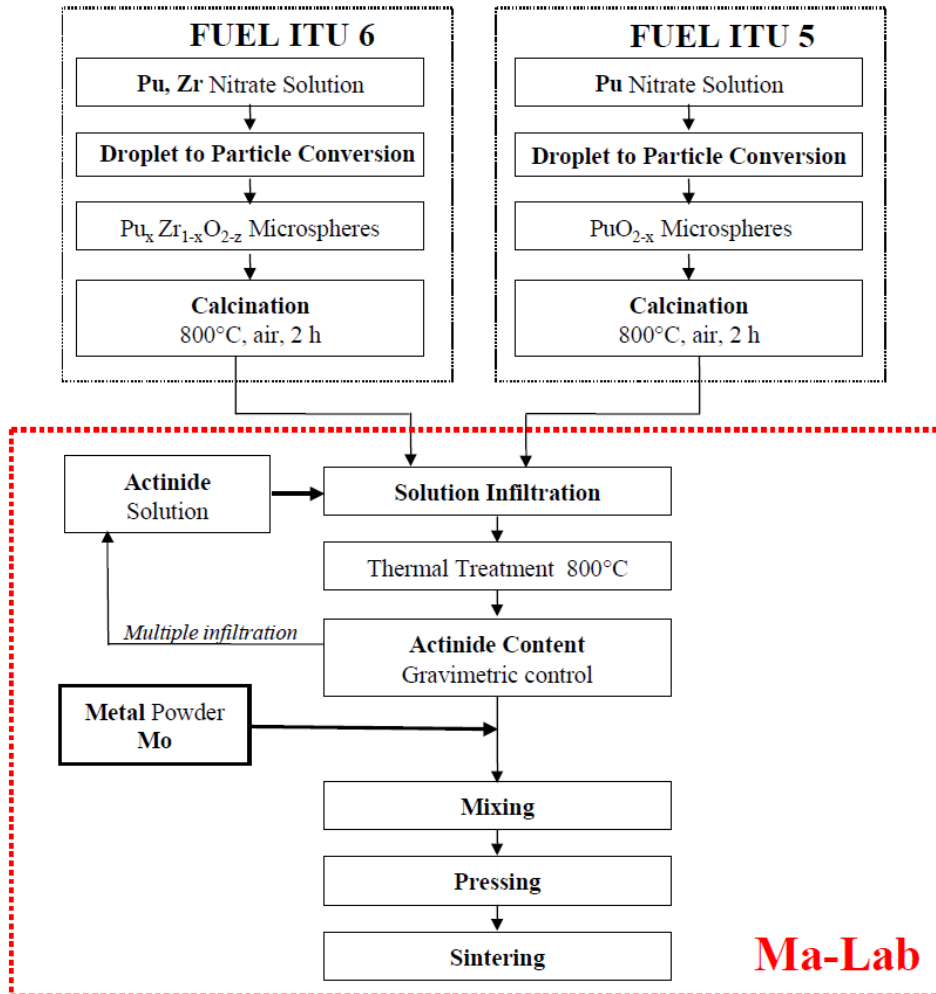 FUEL ITU 6
Pu, Zr Nitrate Solution
Droplet to Particle Conversion
PuₓZr₁₋ₓO₂₋z Microspheres
Calcination
800°C, air, 2 h
FUEL ITU 5
Pu Nitrate Solution
Droplet to Particle Conversion
PuO₂₋ₓ Microspheres
Calcination
800°C, air, 2 h
Actinide
Solution
Solution Infiltration
Thermal Treatment 800°C
Multiple infiltration
Actinide Content
Gravimetric control
Metal Powder
Mo
Mixing
Pressing
Sintering
Ma-Lab